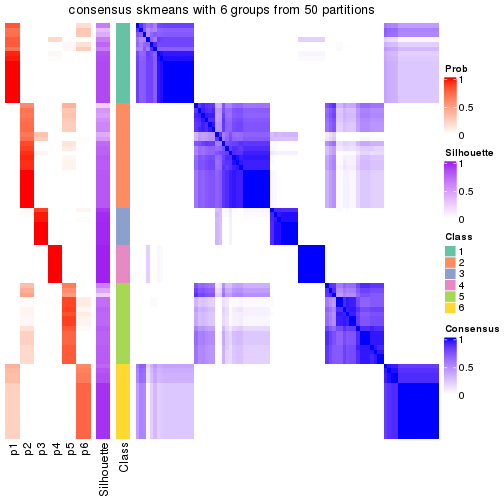 consensus skmeans with 6 groups from 50 partitions
Prob
1
0.5
0
Silhouette
1
0.5
0
Class
1
2
3
4
5
6
Consensus
1
0.5
0
p1
p2
p3
p4
p5
p6
Silhouette
Class